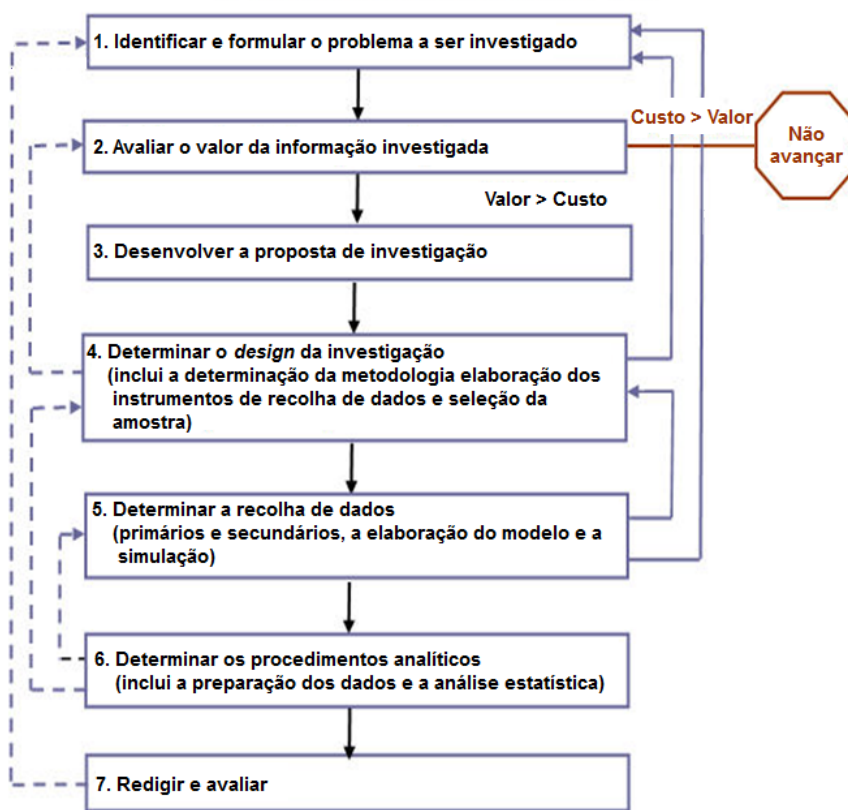 1. Identificar e formular o problema a ser investigado
Custo > Valor
Não
avançar
2. Avaliar o valor da informação investigada
Valor > Custo
3. Desenvolver a proposta de investigação
4. Determinar o design da investigação
(inclui a determinação da metodologia elaboração dos
instrumentos de recolha de dados e seleção da
amostra)
5. Determinar a recolha de dados
(primários e secundários, a elaboração do modelo e a
simulação)
6. Determinar os procedimentos analíticos
(inclui a preparação dos dados e a análise estatística)
7. Redigir e avaliar